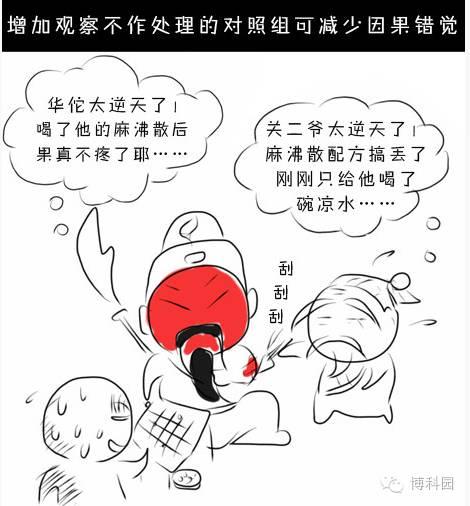 增加观察不作处理的对照组可减少因果错觉
华佗太逆天了！
喝了他的麻沸散后
果真不疼了耶……
关二爷太逆天了！
麻沸散配方搞丢了
刚刚只给他喝了
碗凉水……
刮
刮
刮
博科园